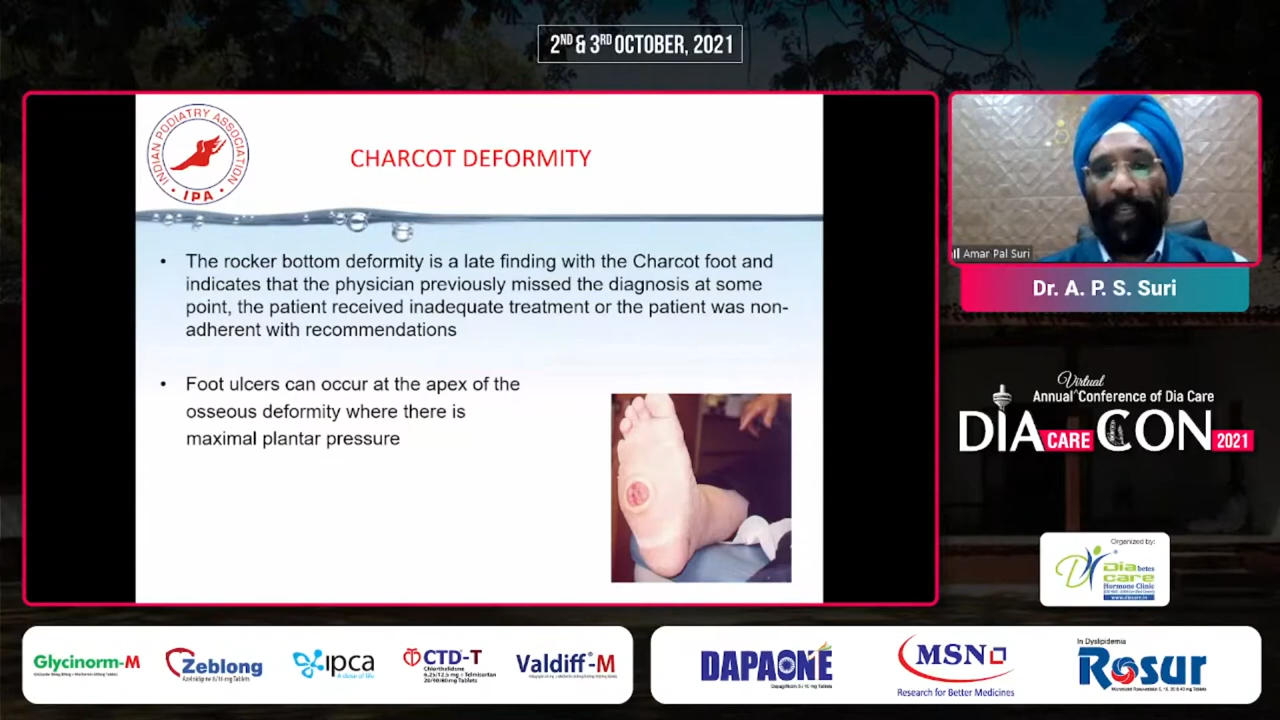 2ND & 3RD OCTOBER, 2021
INDIAN PODIATRY ASSOCIATION
IPA
CHARCOT DEFORMITY
• The rocker bottom deformity is a late finding with the Charcot foot and
indicates that the physician previously missed the diagnosis at some
point, the patient received inadequate treatment or the patient was non-
adherent with recommendations
• Foot ulcers can occur at the apex of the
osseous deformity where there is
maximal plantar pressure
Amar Pal Suri
Dr. A. P. S. Suri
Virtual
Annual ^ Conference of Dia Care
DIA CARE CON 2021
Organized by:
Diabetes
care
Hormone Clinic
Glycinorm-M
Zeblong
ipca
A dose of life
CTD-T
Chlorthalidone
6.25/12.5 mg + Telmisartan
20/40/80 mg Tablets
Valdiff-M
DAPAONE
MSN
Research for Better Medicines
In Dyslipidemia
Rosur